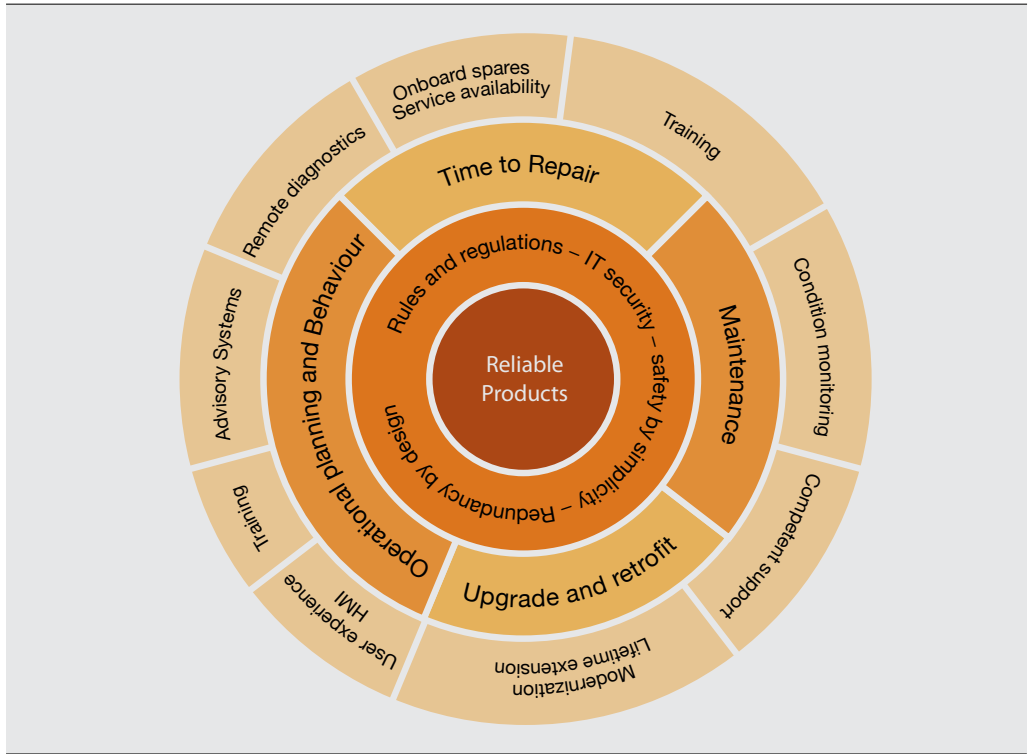 Reliable
Products
Rules and regulations – IT security – safety by simplicity – Redundancy by design
Time to Repair
Maintenance
Upgrade and retrofit
Operational planning and Behaviour
Onboard spares
Service availability
Training
Condition monitoring
Competent support
Modernization
Lifetime extension
User experience
HMI
Training
Advisory Systems
Remote diagnostics